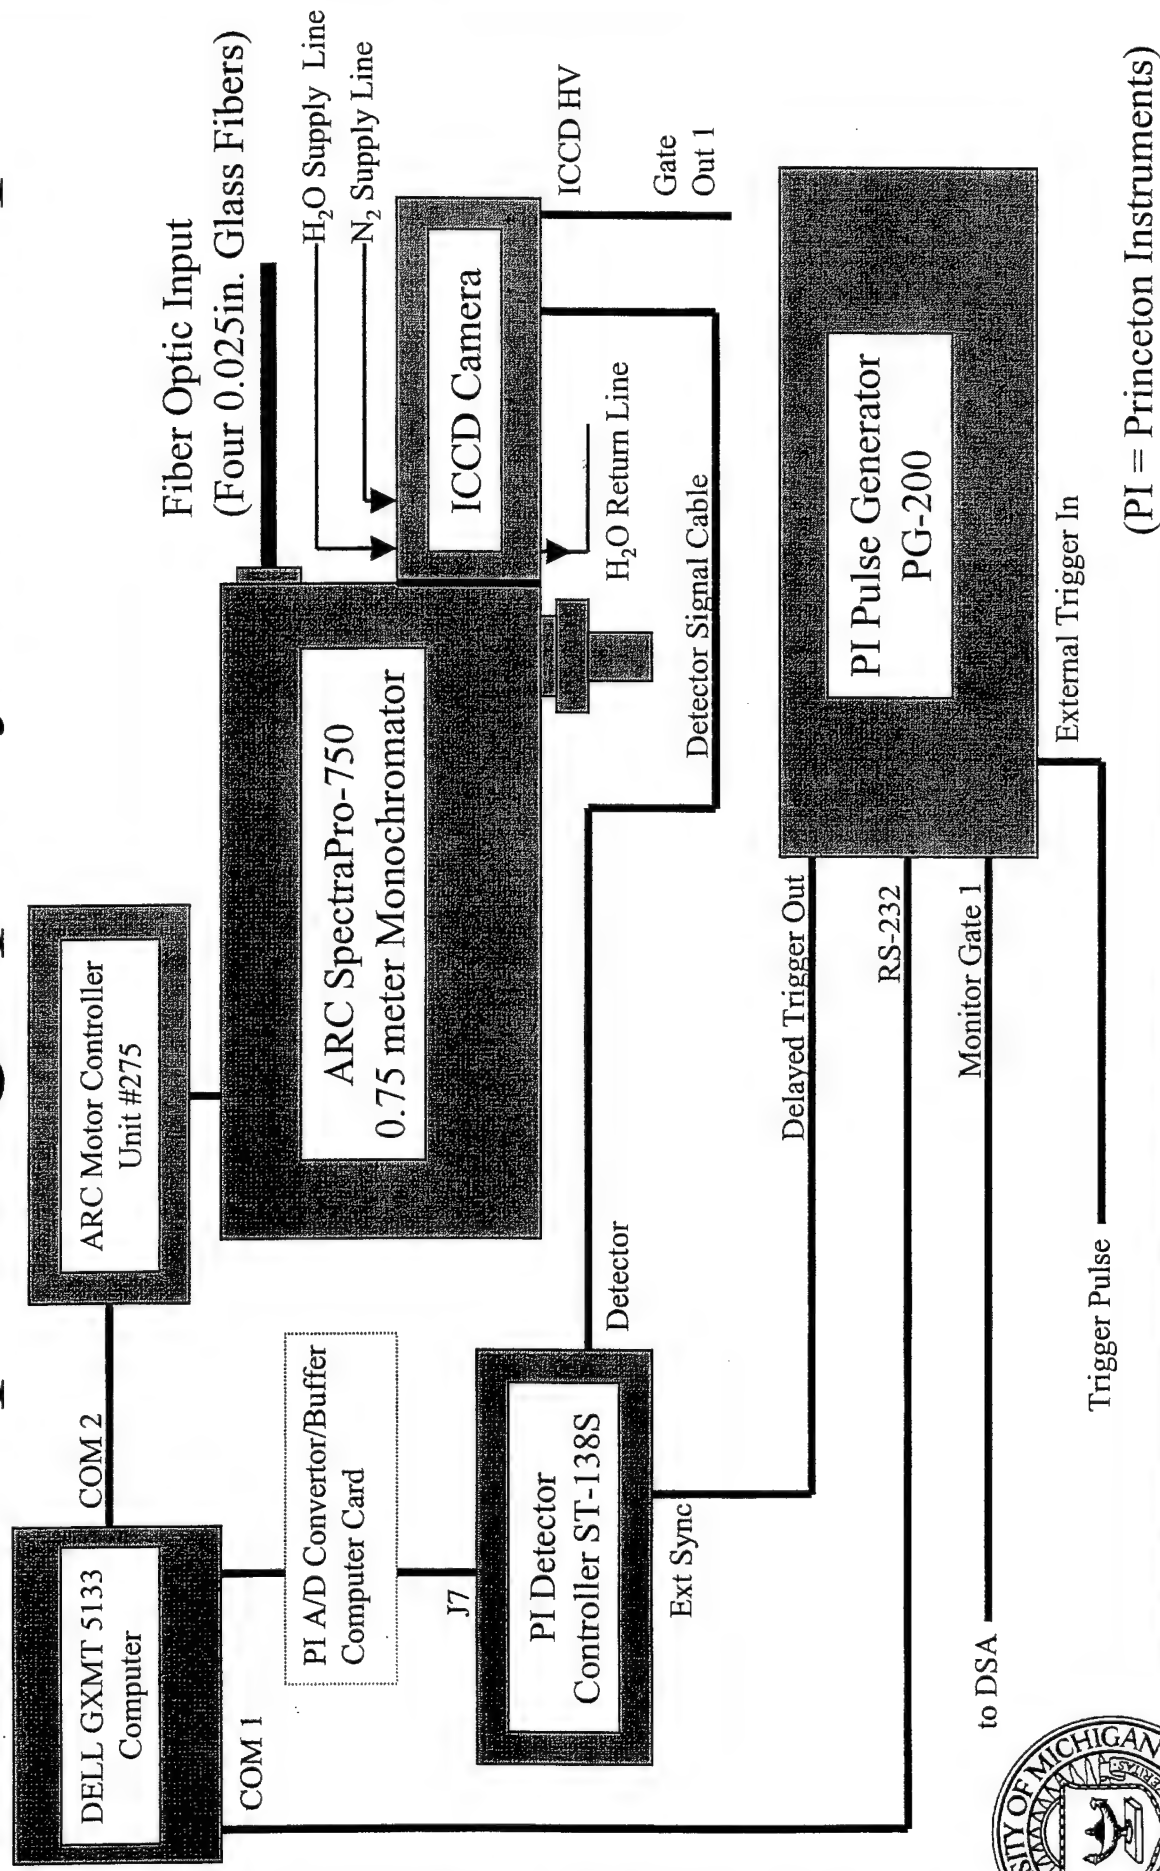 DELL GXMT 5133
Computer
COM 2
COM 1
ARC Motor Controller
Unit #275
Fiber Optic Input
(Four 0.025in. Glass Fibers)
H₂O Supply Line
N₂ Supply Line
ARC SpectraPro-750
0.75 meter Monochromator
ICCD Camera
ICCD HV
Gate
Out 1
H₂O Return Line
Detector Signal Cable
PI A/D Convertor/Buffer
Computer Card
J7
PI Detector
Controller ST-138S
Detector
Ext Sync
Delayed Trigger Out
RS-232
Monitor Gate 1
PI Pulse Generator
PG-200
External Trigger In
Trigger Pulse
to DSA
(PI = Princeton Instruments)
OF MICHIGAN